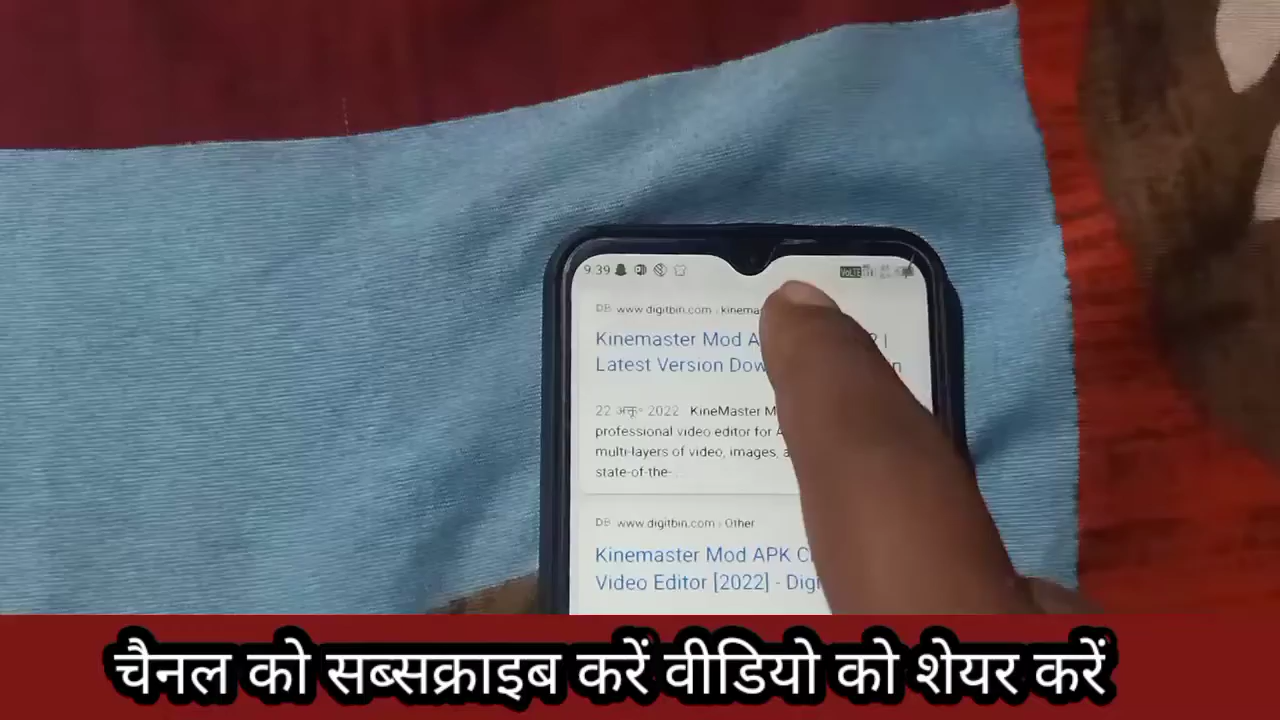 9:39
VoLTE
DB www.digitbin.com › kinema
Kinemaster Mod A
Latest Version Dow
22 अक्टू॰ 2022 KineMaster M
professional video editor for A
multi-layers of video, images, a
state-of-the-...
DB www.digitbin.com › Other
Kinemaster Mod APK C
Video Editor [2022] - Digi
चैनल को सब्सक्राइब करें वीडियो को शेयर करें